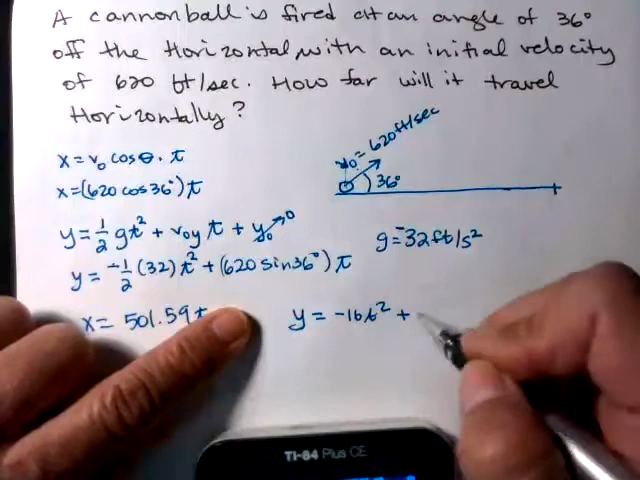 A cannonball is fired at an angle of 36°
off the Horizontal, with an initial velocity
of 620 ft/sec. How far will it travel
Horizontally?
v₀ = 620 ft/sec
36°
x = v₀ cosθ · t
x = (620 cos 36°) t
y = 1/2 gt² + v₀y t + y₀ → 0
g = -32 ft/s²
y = -1/2 (32) t² + (620 sin 36°) t
x = 501.59 t
y = -16t² +
TI-84 Plus CE